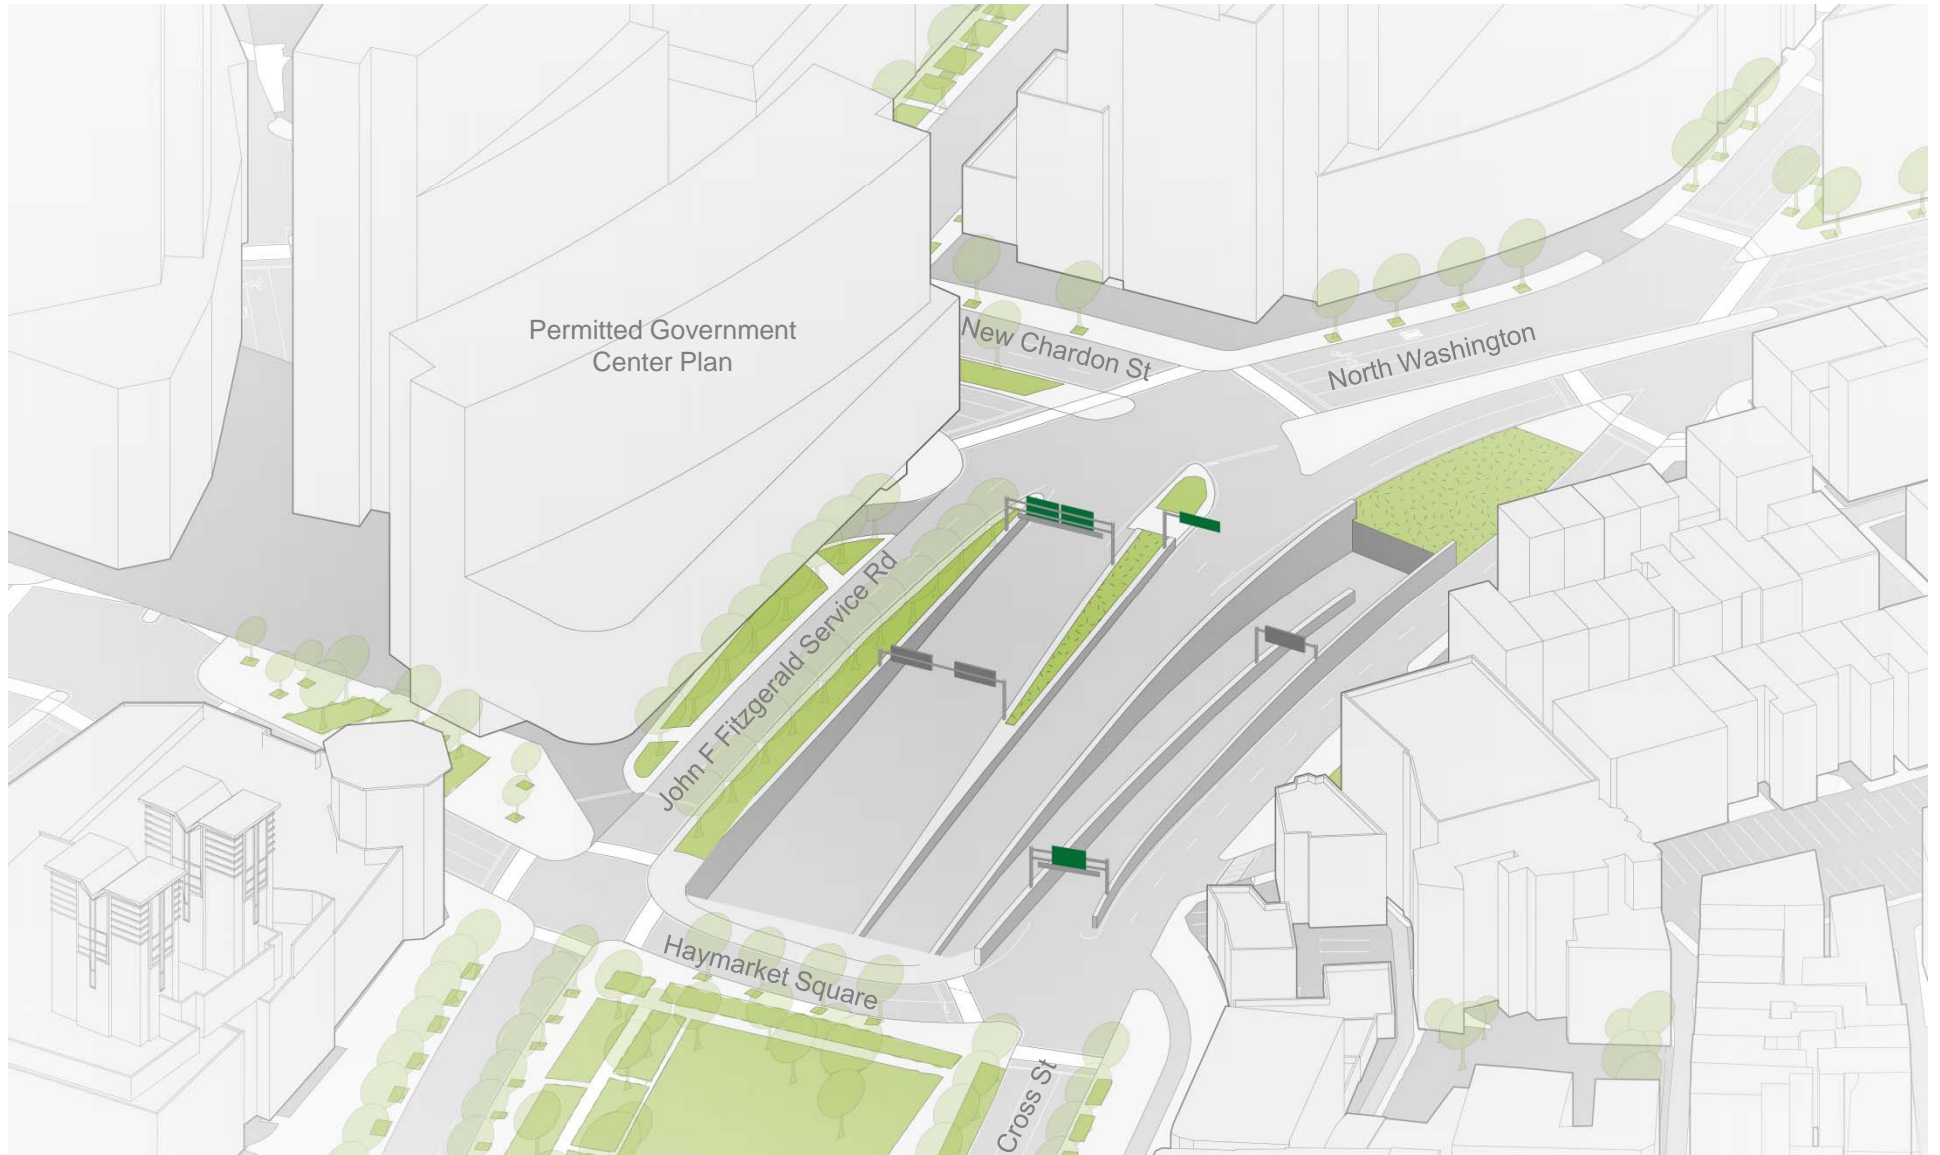 Permitted Government
Center Plan
New Chardon St
North Washington
John F Fitzgerald Service Rd
Haymarket Square
Cross St